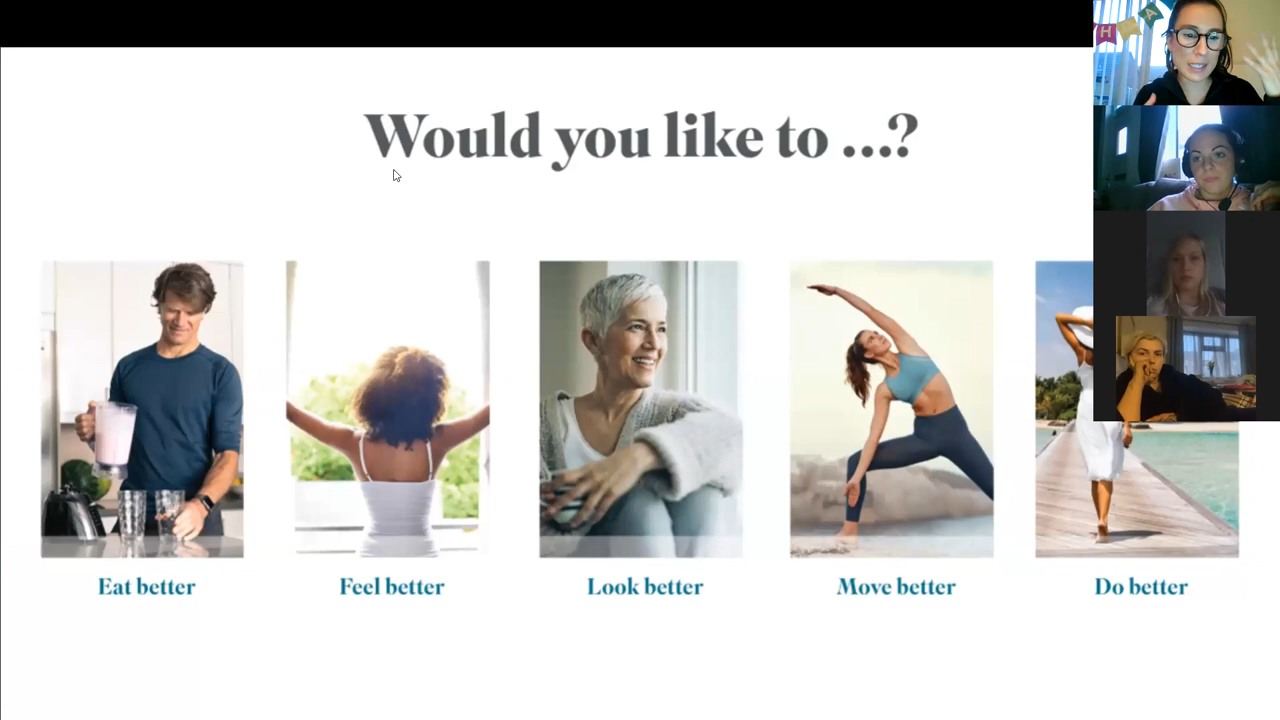 Would you like to ...?
Eat better
Feel better
Look better
Move better
Do better
H
A